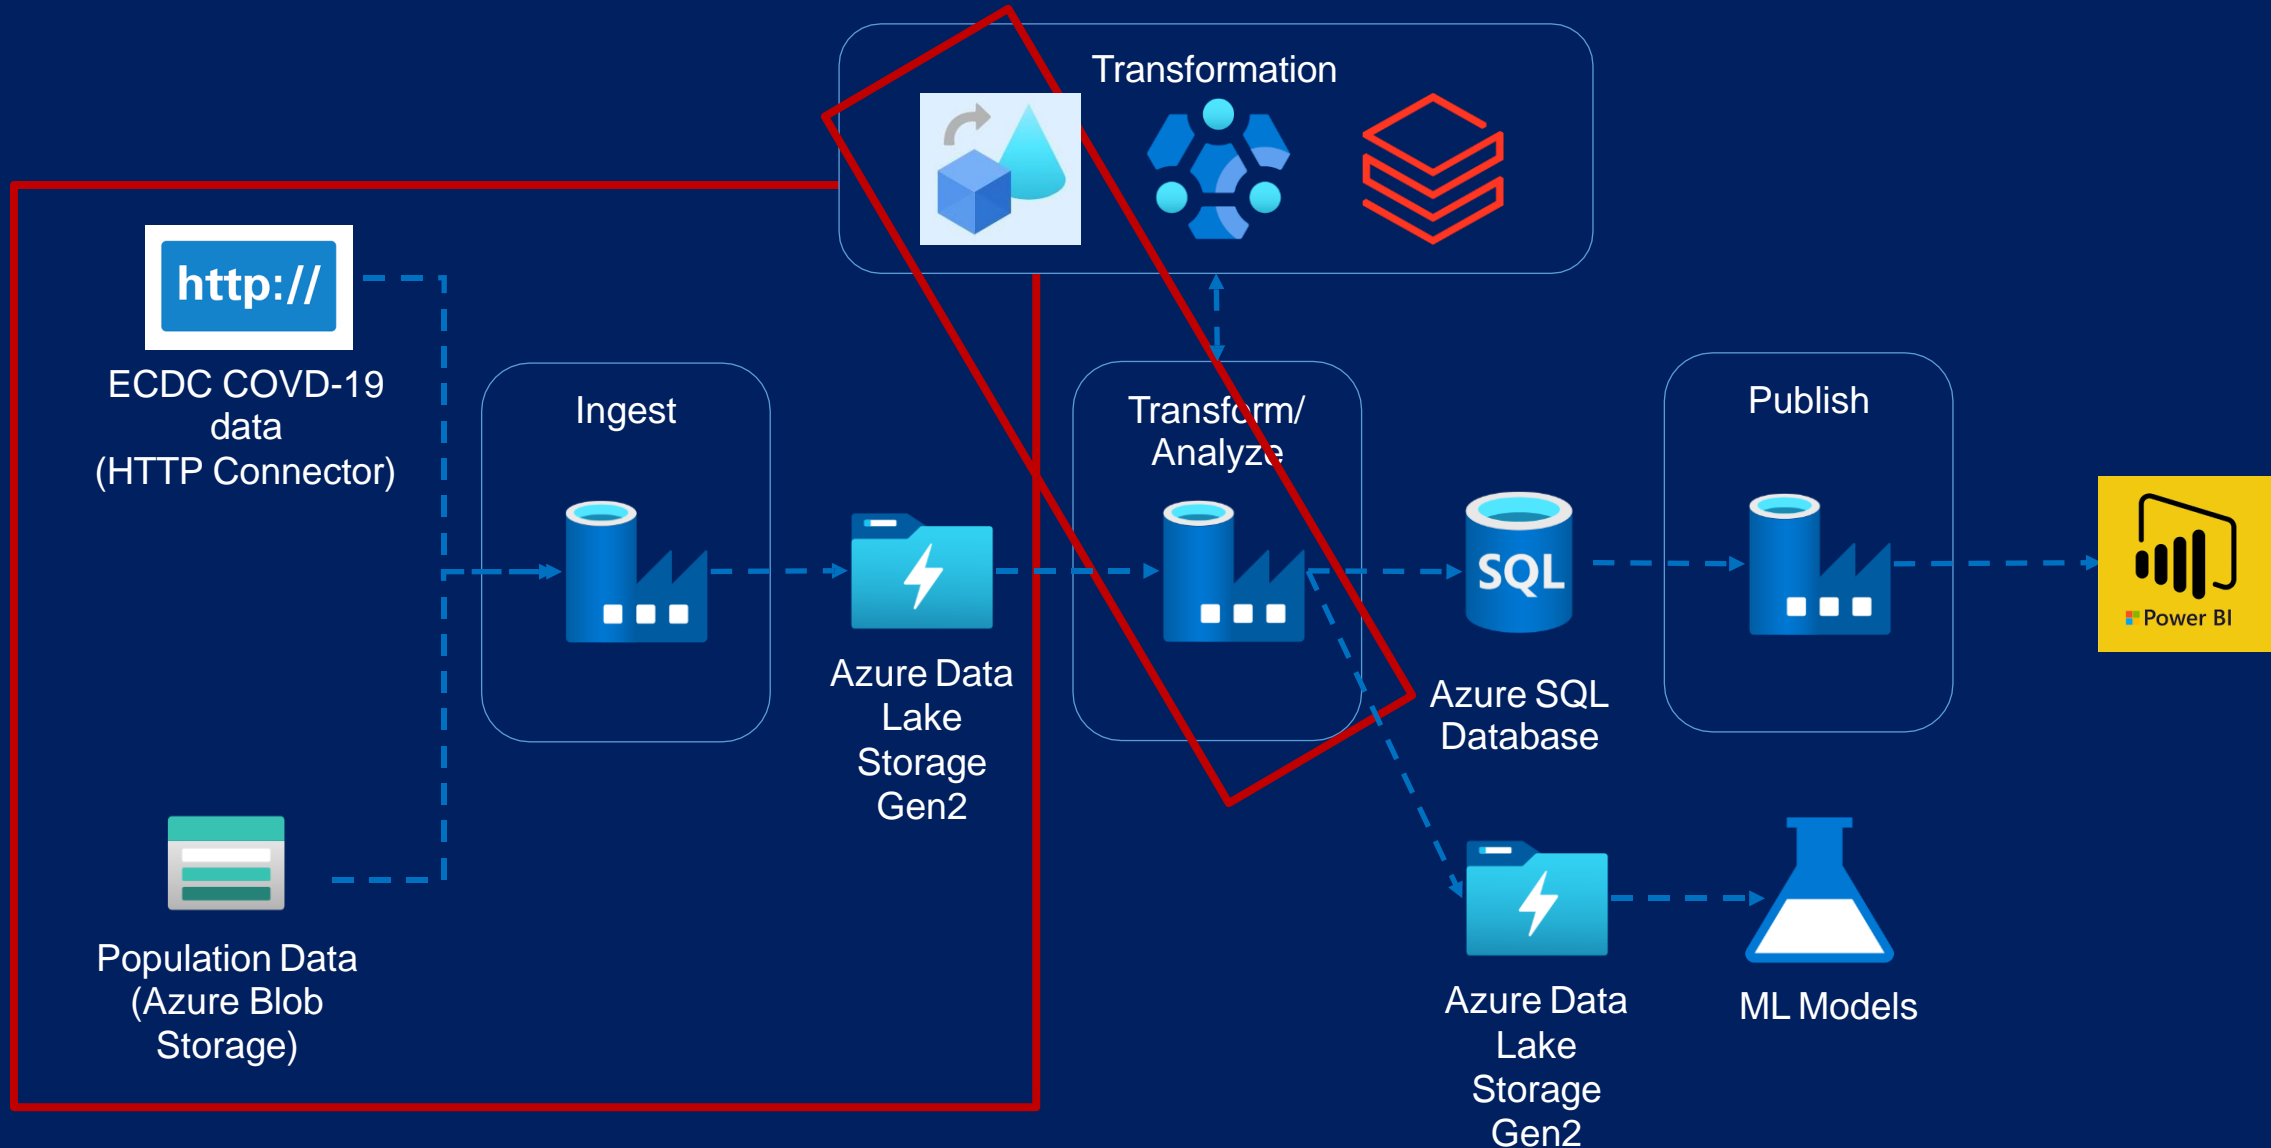 Transformation
http://
ECDC COVD-19
data
(HTTP Connector)
Ingest
Transform/
Analyze
Publish
SQL
Power BI
Azure Data
Lake
Storage
Gen2
Azure SQL
Database
Population Data
(Azure Blob
Storage)
Azure Data
Lake
Storage
Gen2
ML Models